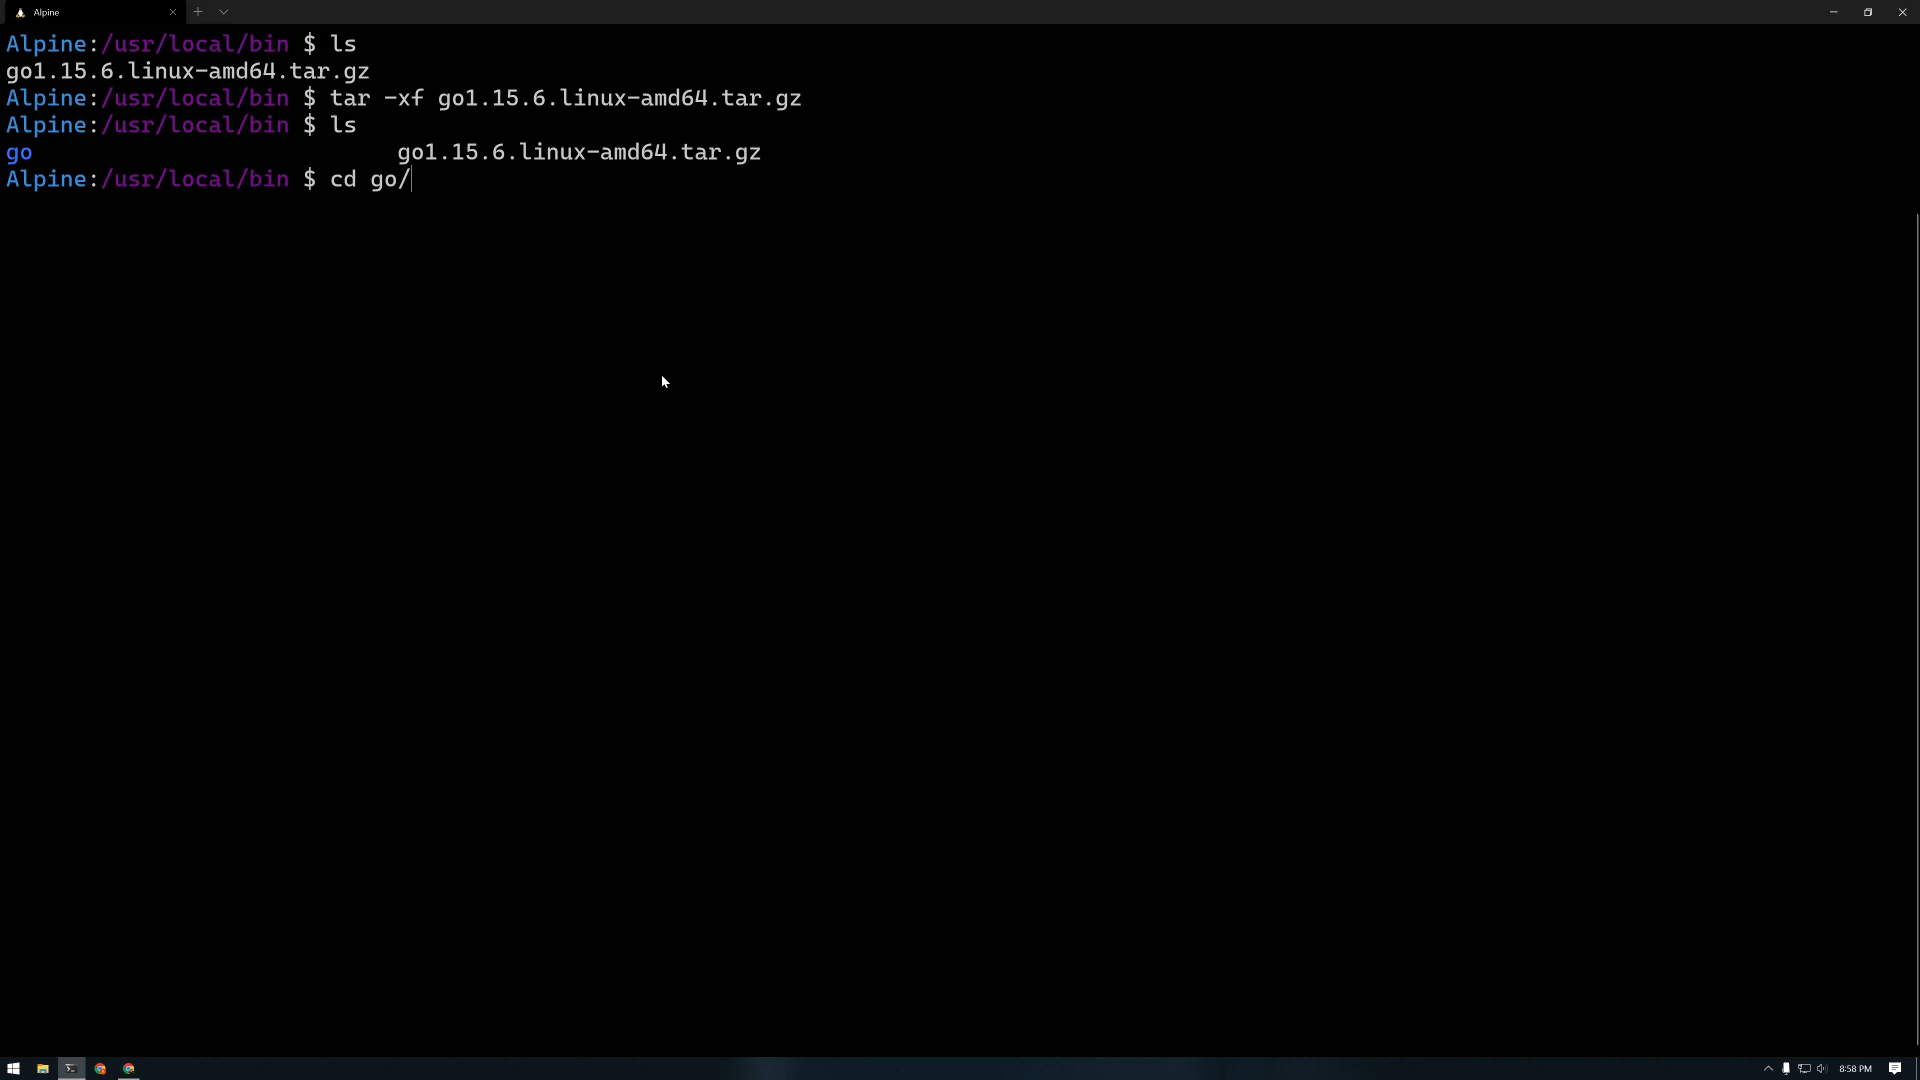 Alpine
Alpine:/usr/local/bin $ ls
go1.15.6.linux-amd64.tar.gz
Alpine:/usr/local/bin $ tar -xf go1.15.6.linux-amd64.tar.gz
Alpine:/usr/local/bin $ ls
go go1.15.6.linux-amd64.tar.gz
Alpine:/usr/local/bin $ cd go/
8:58 PM